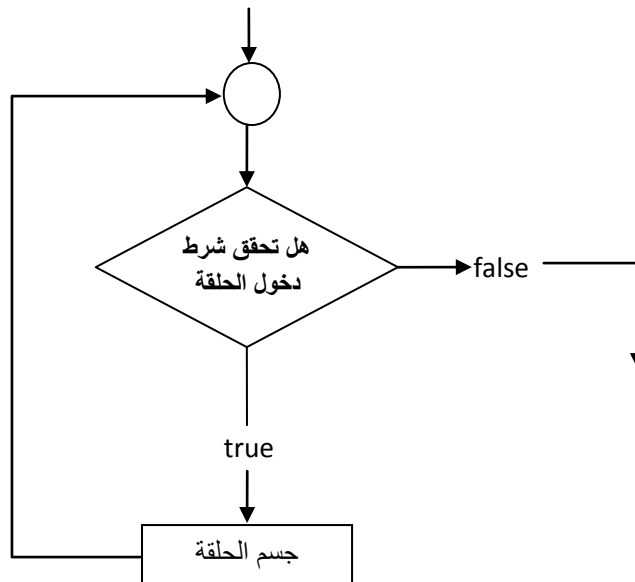 هل تحقق شرط
دخول الحلقة
false
true
جسم الحلقة